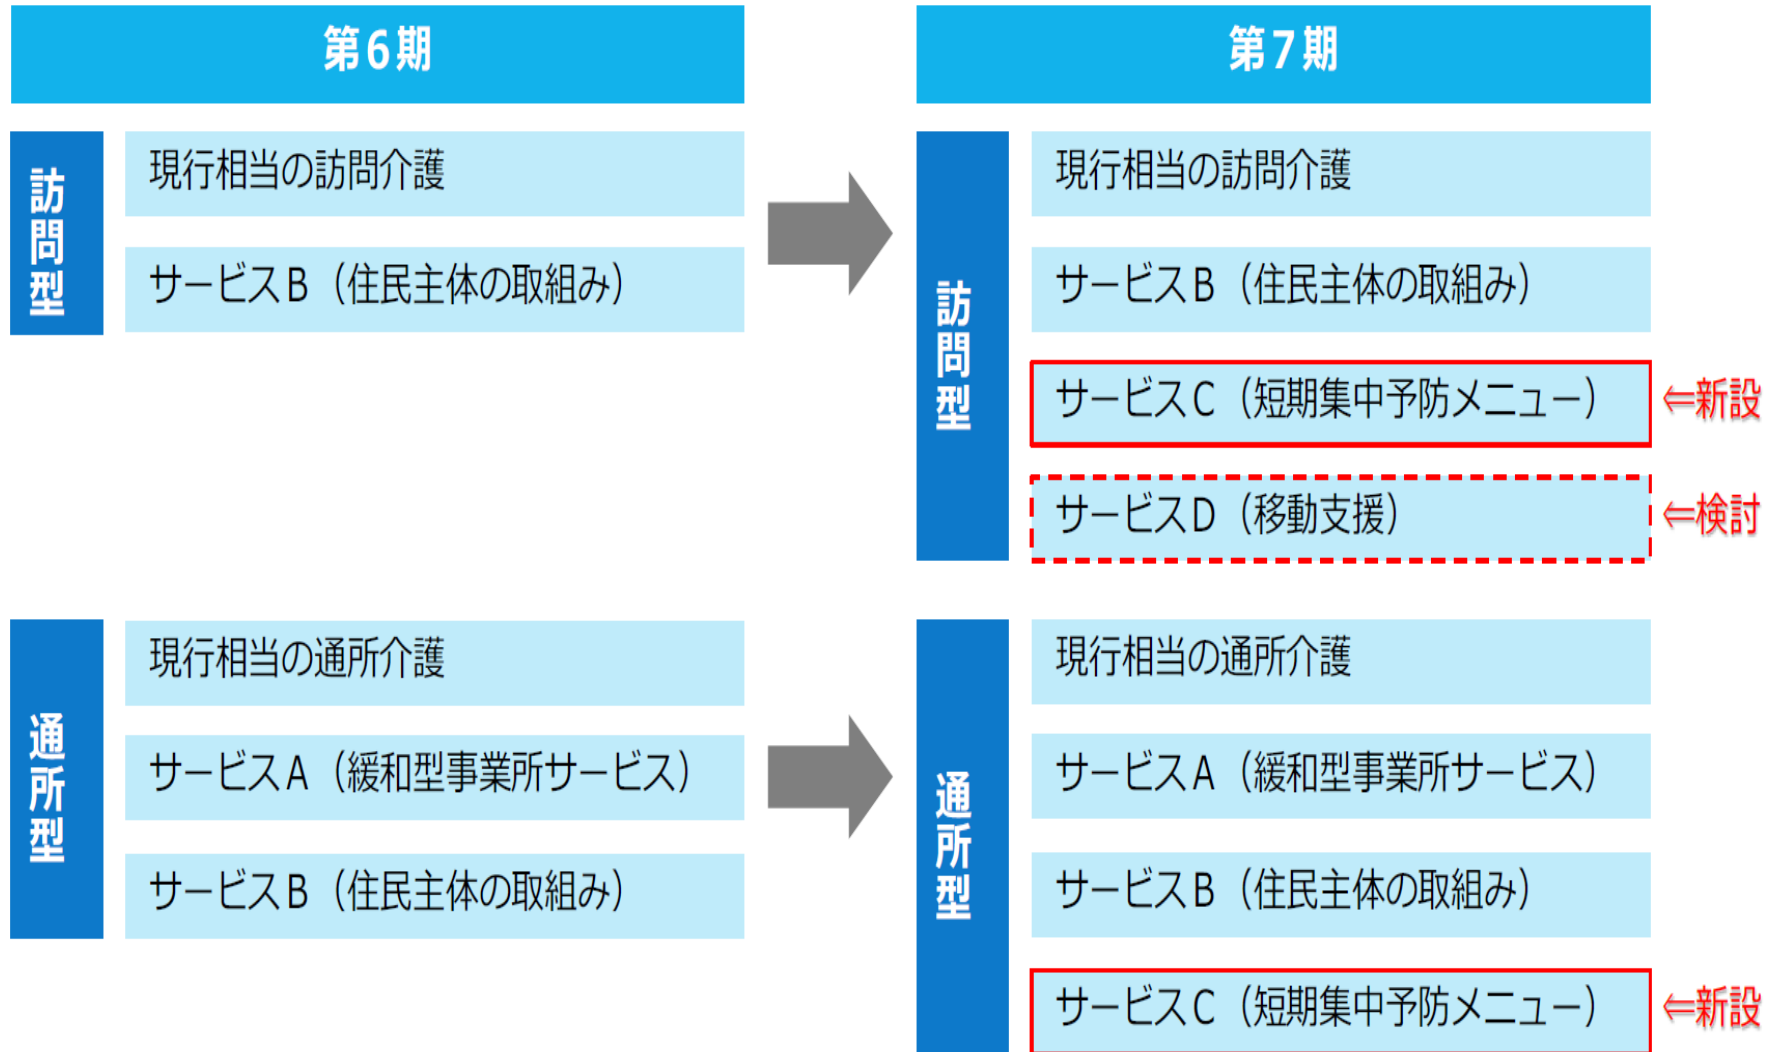 第6期
訪問型
現行相当の訪問介護
サービスB（住民主体の取組み）
通所型
現行相当の通所介護
サービスA（緩和型事業所サービス）
サービスB（住民主体の取組み）
第7期
訪問型
現行相当の訪問介護
サービスB（住民主体の取組み）
サービスC（短期集中予防メニュー）
⇐新設
サービスD（移動支援）
⇐検討
通所型
現行相当の通所介護
サービスA（緩和型事業所サービス）
サービスB（住民主体の取組み）
サービスC（短期集中予防メニュー）
⇐新設